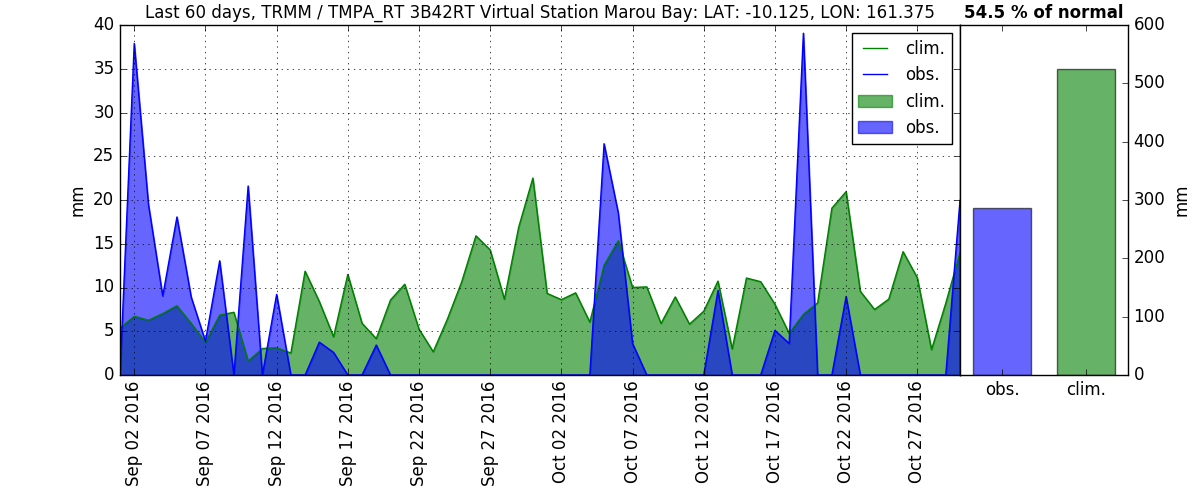 Last 60 days, TRMM / TMPA_RT 3B42RT Virtual Station Marou Bay: LAT: -10.125, LON: 161.375
54.5 % of normal
40
35
30
25
20
15
10
5
0
mm
clim.
obs.
clim.
obs.
600
500
400
300
200
100
0
mm
obs.
clim.
Sep 02 2016
Sep 07 2016
Sep 12 2016
Sep 17 2016
Sep 22 2016
Sep 27 2016
Oct 02 2016
Oct 07 2016
Oct 12 2016
Oct 17 2016
Oct 22 2016
Oct 27 2016